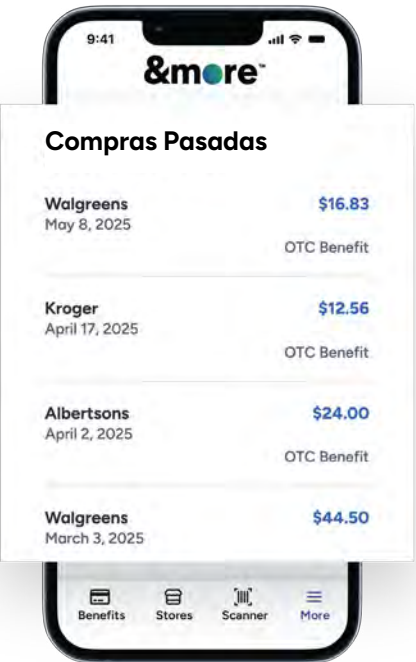 9:41
&more™
Compras Pasadas
Walgreens $16.83
May 8, 2025
OTC Benefit
Kroger $12.56
April 17, 2025
OTC Benefit
Albertsons $24.00
April 2, 2025
OTC Benefit
Walgreens $44.50
March 3, 2025
Benefits Stores Scanner More